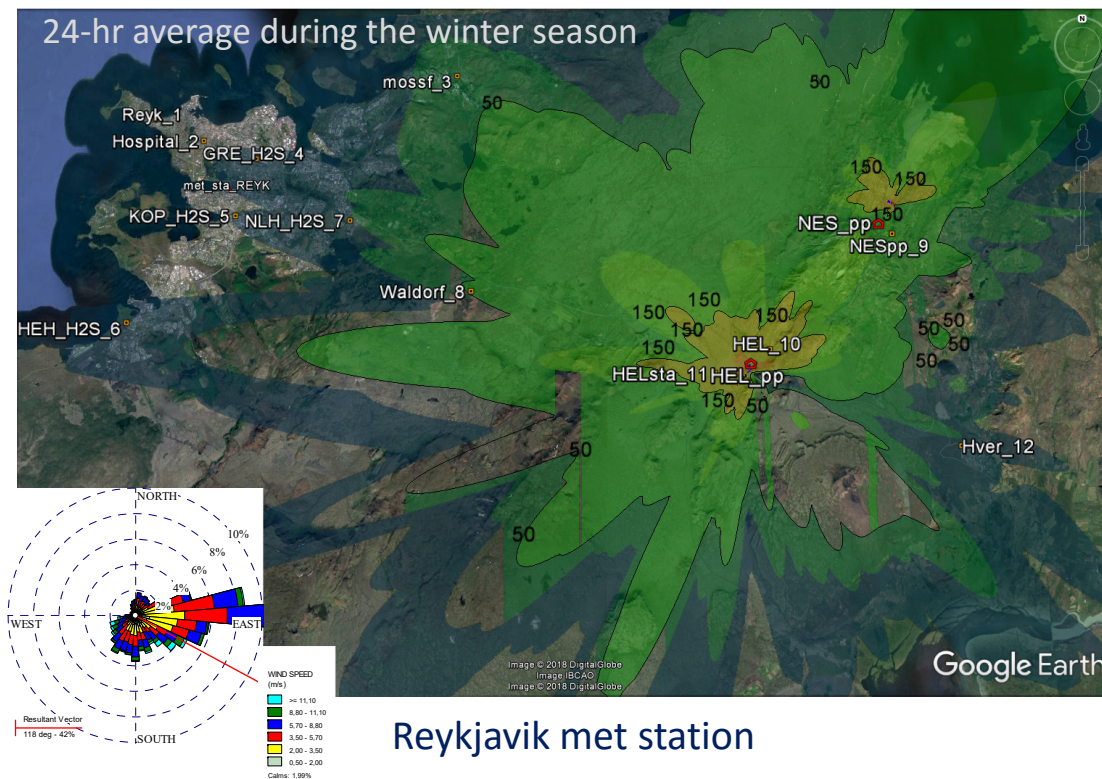 24-hr average during the winter season
mossf_3
50
50
Reyk_1
Hospital_2
GRE_H2S_4
met_sta_REYK
KOP_H2S_5
NLH_H2S_7
150
150
150
NES_pp
NESpp_9
Waldorf_8
HEH_H2S_6
150
150
150
150
150
HEL_10
HELsta_11
HEL_pp
150
50
50
50
50
50
Hver_12
50
50
N
NORTH
10%
8%
6%
4%
2%
WEST
EAST
SOUTH
Resultant Vector
118 deg - 42%
WIND SPEED
(m/s)
>= 11,10
8,80 - 11,10
5,70 - 8,80
3,50 - 5,70
2,00 - 3,50
0,50 - 2,00
Calms: 1,99%
Image © 2018 DigitalGlobe
Image IBCAO
Image © 2018 DigitalGlobe
Google Earth
Reykjavik met station